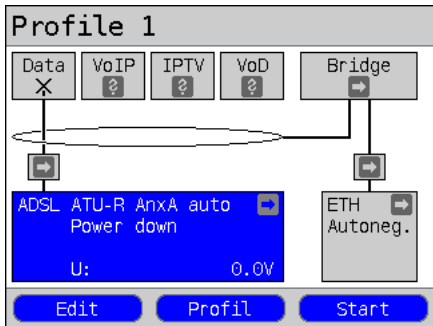 Profile 1
Data VoIP IPTV VoD Bridge
? ? ?
ADSL ATU-R AnxA auto
Power down
U: 0.0V
ETH
Autoneg.
Edit Profil Start